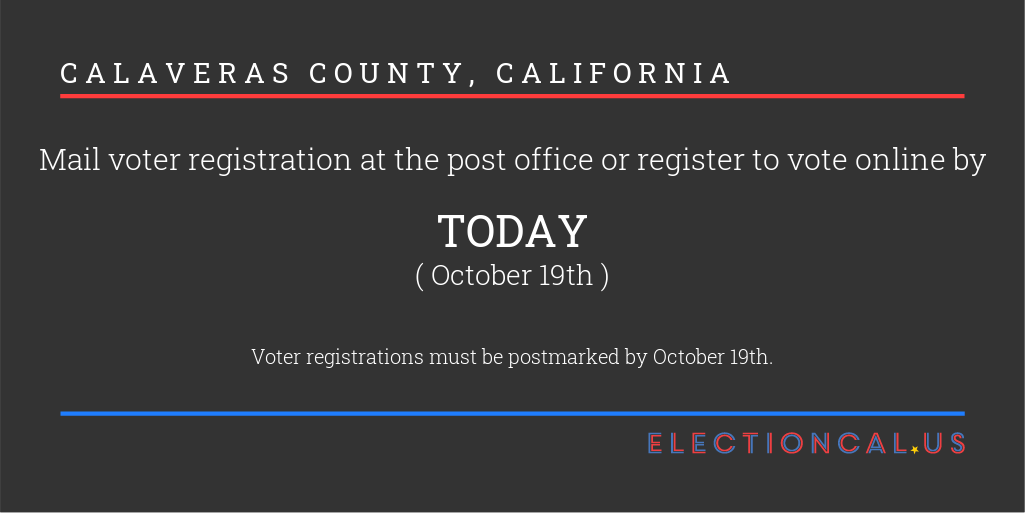 CALAVERAS COUNTY, CALIFORNIA
Mail voter registration at the post office or register to vote online by
TODAY
( October 19th )
Voter registrations must be postmarked by October 19th.
ELECTIONCAL.US